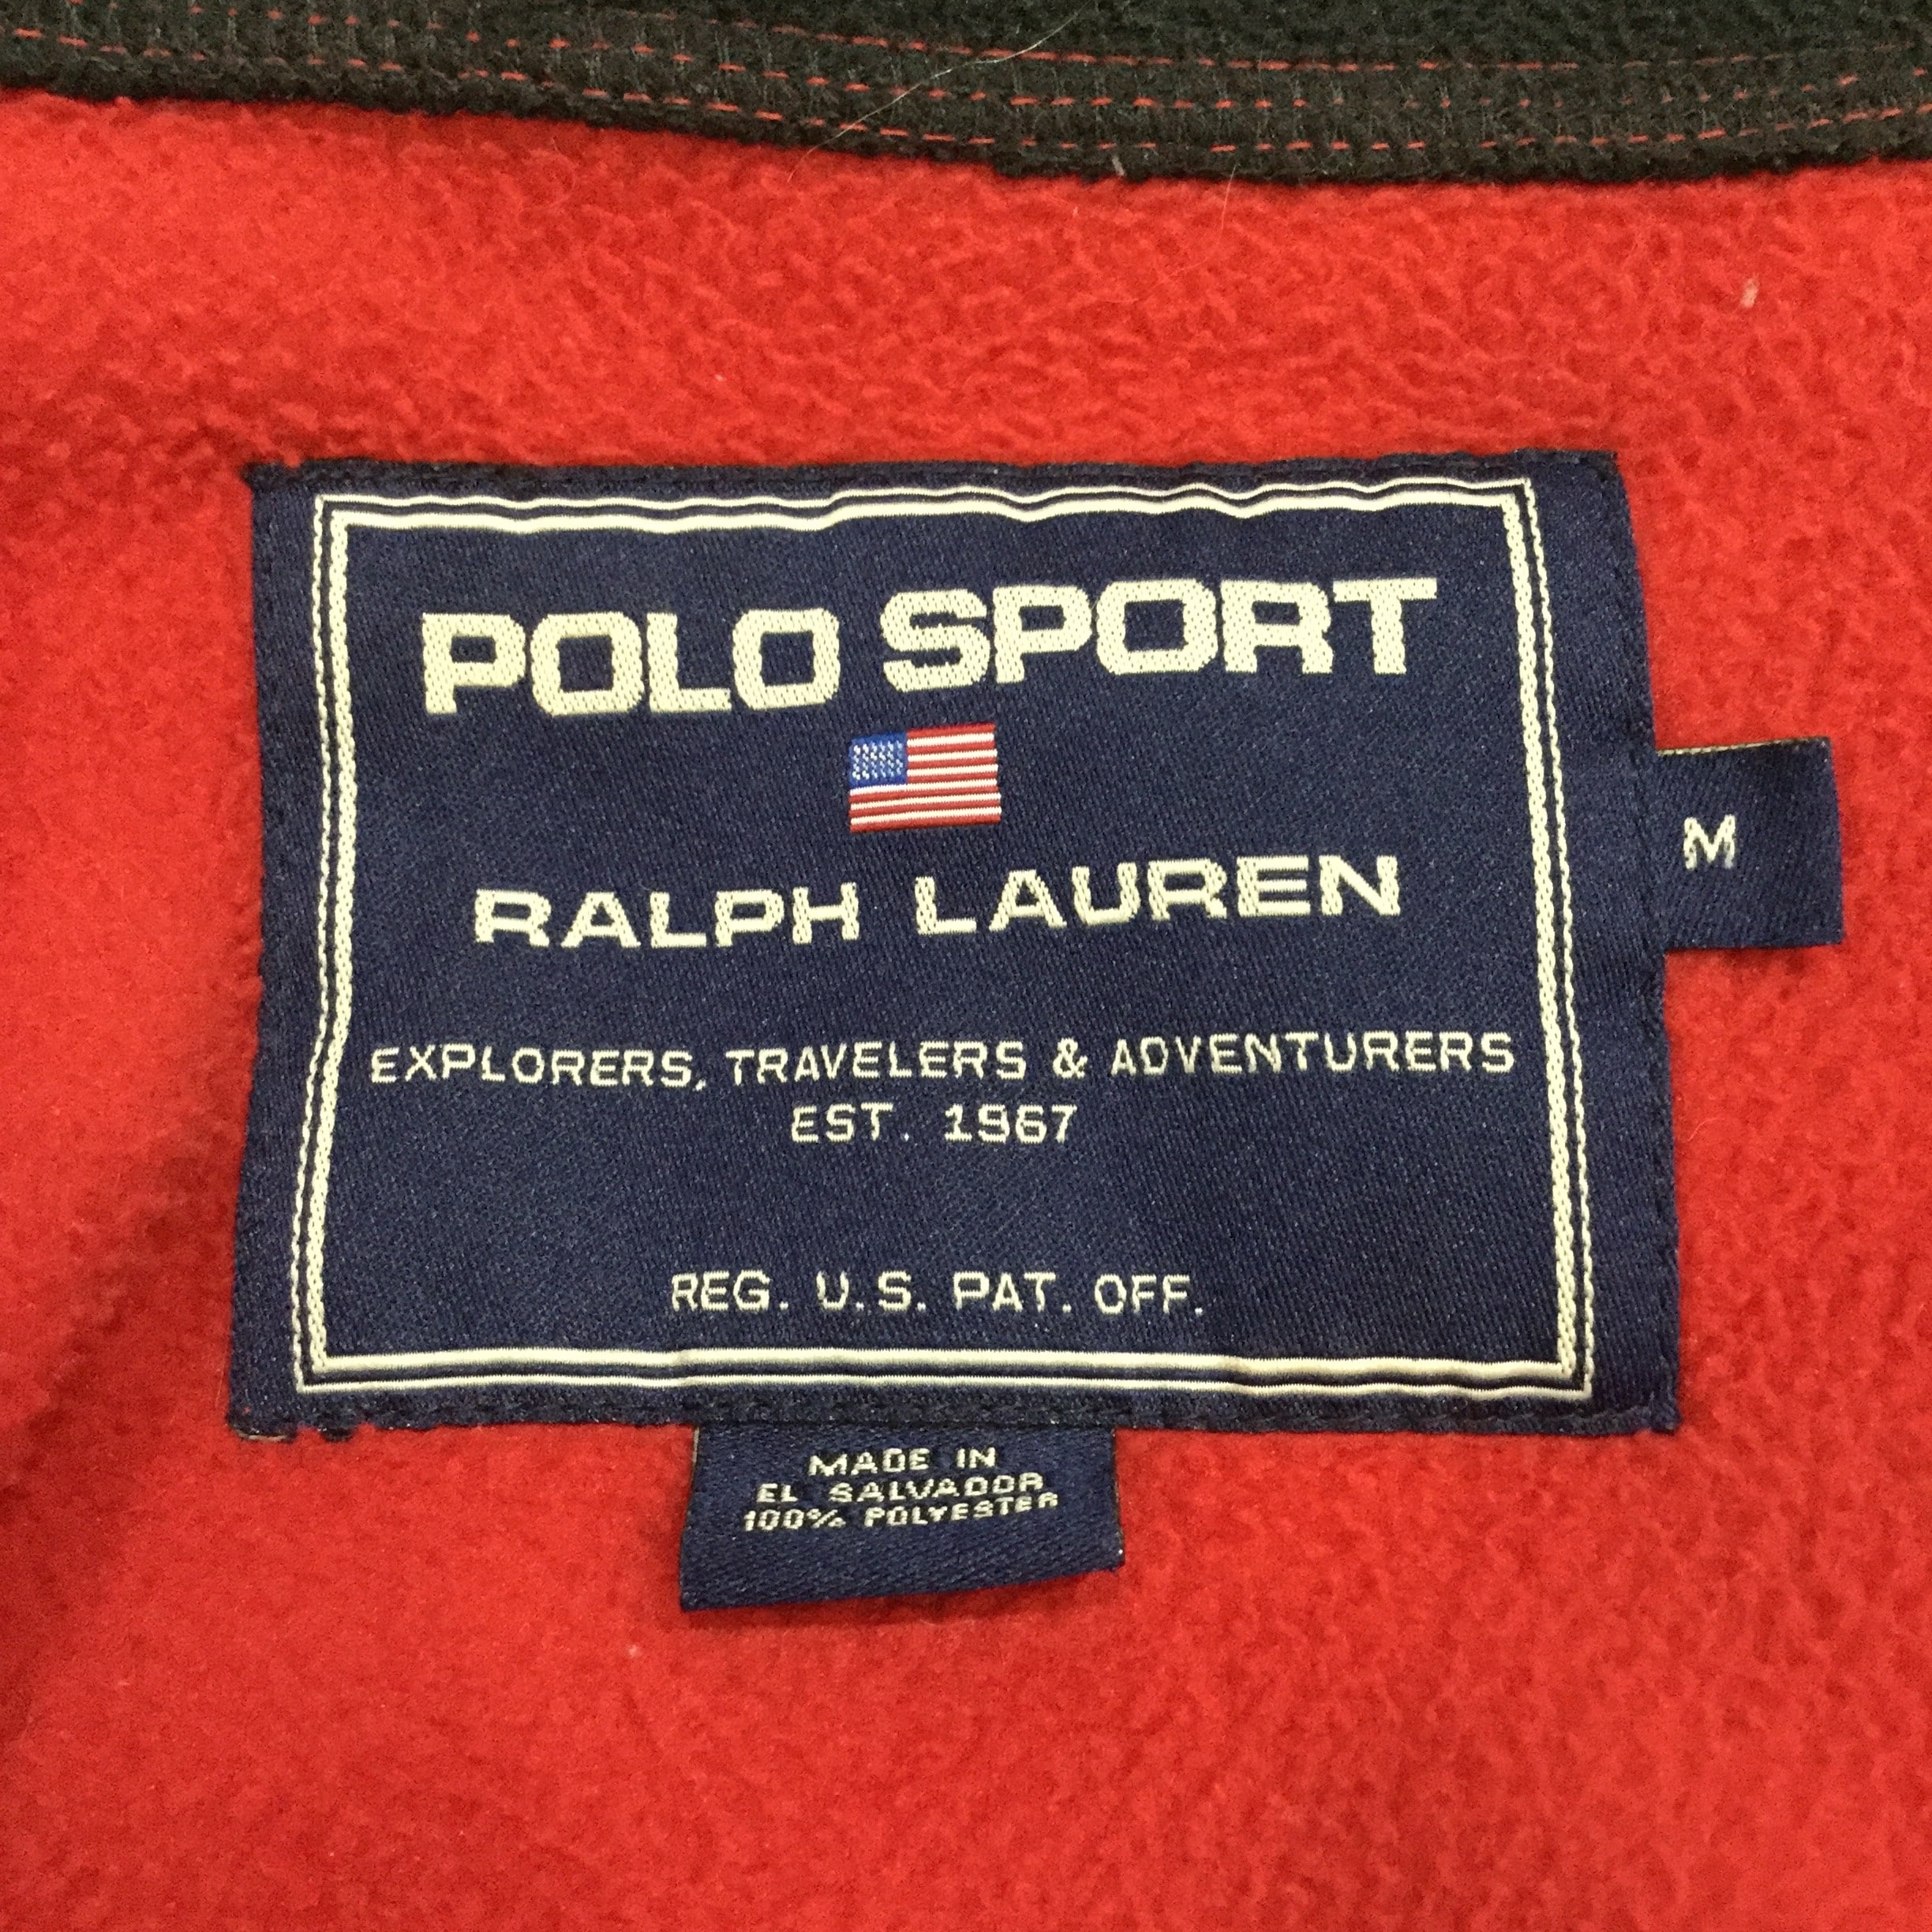 POLO SPORT
RALPH LAUREN
EXPLORERS, TRAVELERS & ADVENTURERS
EST. 1967
REG. U.S. PAT. OFF.
M
MADE IN
EL SALVADOR
100% POLYESTER